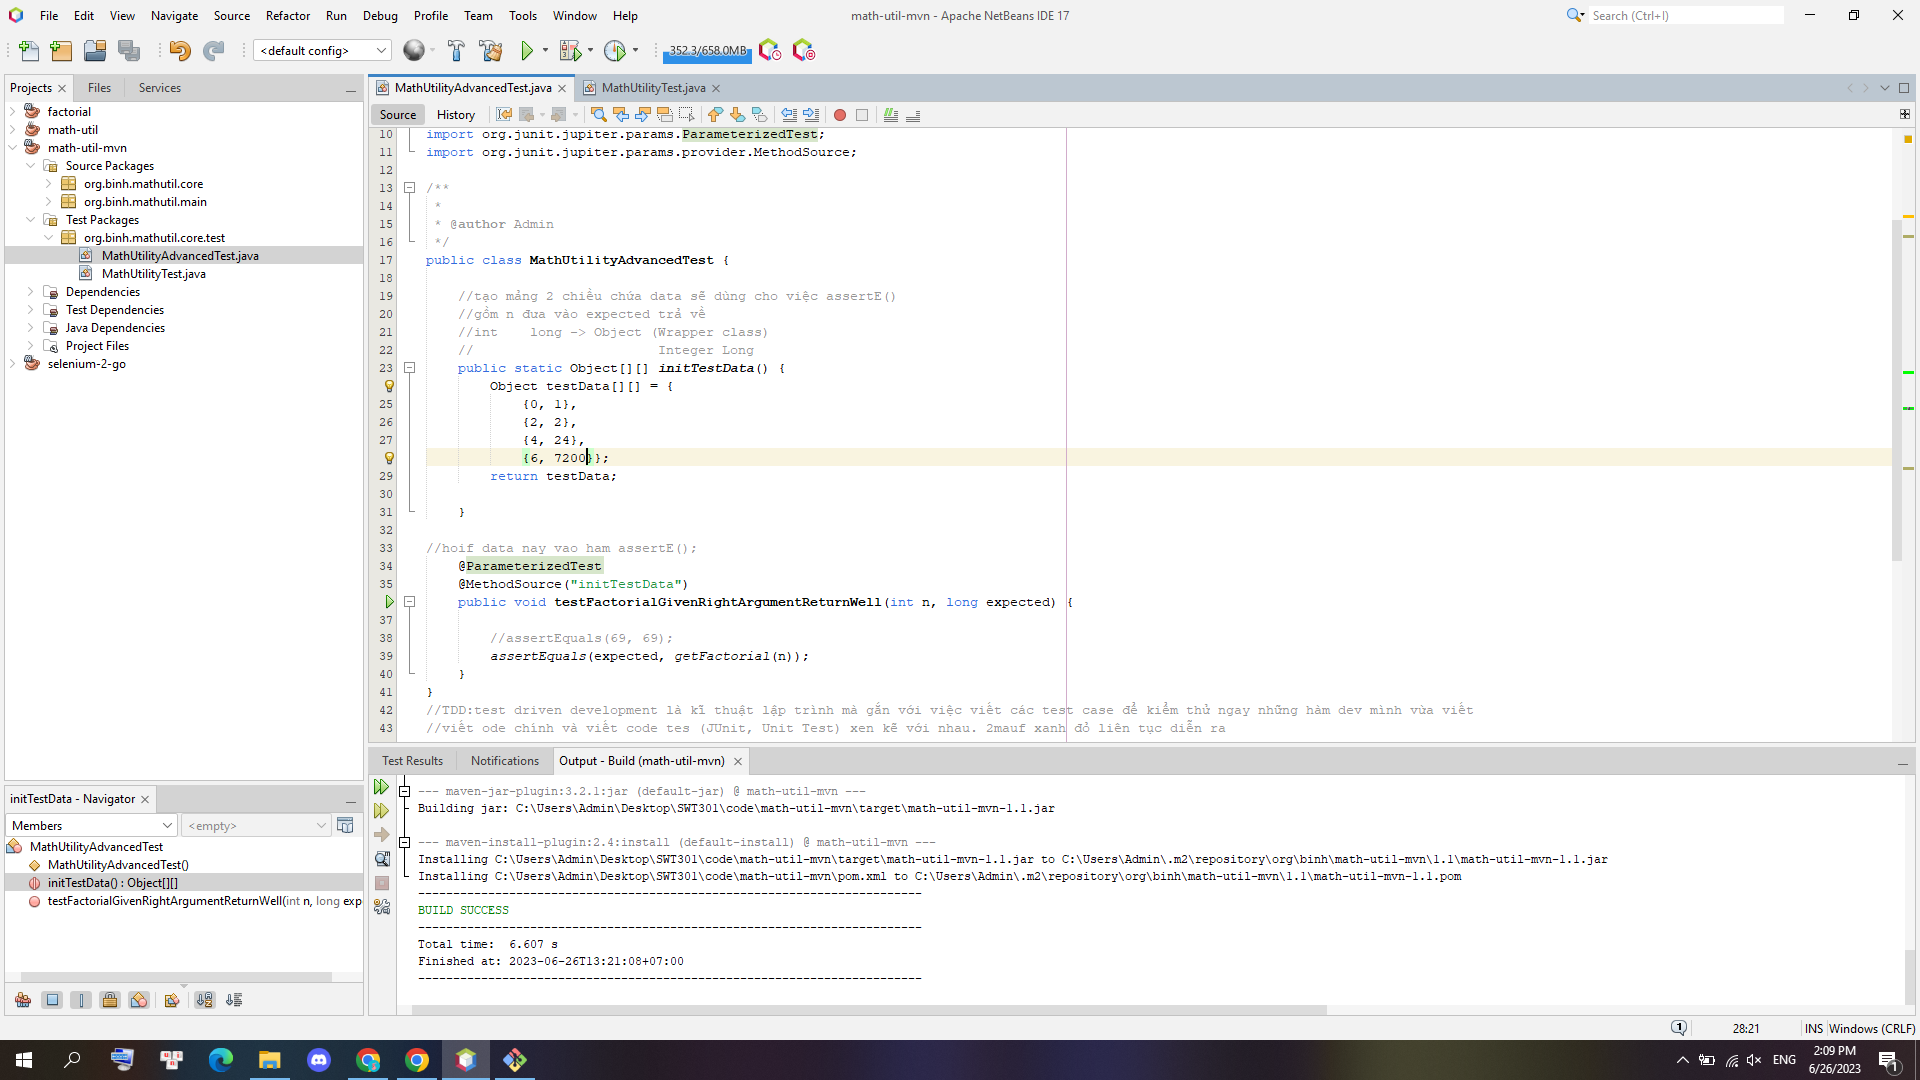 File Edit View Navigate Source Refactor Run Debug Profile Team Tools Window Help
math-util-mvn - Apache NetBeans IDE 17
Search (Ctrl+I)
<default config>
352.3/658.0MB
Projects Files Services
factorial
math-util
math-util-mvn
Source Packages
org.binh.mathutil.core
org.binh.mathutil.main
Test Packages
org.binh.mathutil.core.test
MathUtilityAdvancedTest.java
MathUtilityTest.java
Dependencies
Test Dependencies
Java Dependencies
Project Files
selenium-2-go
initTestData - Navigator
Members
<empty>
MathUtilityAdvancedTest
MathUtilityAdvancedTest()
initTestData() : Object[][]
testFactorialGivenRightArgumentReturnWell(int n, long exp
MathUtilityAdvancedTest.java MathUtilityTest.java
Source History
10 import org.junit.jupiter.params.ParameterizedTest;
11 import org.junit.jupiter.params.provider.MethodSource;
12
13 /**
14 *
15 * @author Admin
16 */
17 public class MathUtilityAdvancedTest {
18
19 //tạo mảng 2 chiều chứa data sẽ dùng cho việc assertE()
20 //gồm n đưa vào expected trả về
21 //int    long -> Object (Wrapper class)
22 //                       Integer Long
23 public static Object[][] initTestData() {
Object testData[][] = {
25 {0, 1},
26 {2, 2},
27 {4, 24},
{6, 7200}};
29 return testData;
30
31 }
32
33 //hoif data nay vao ham assertE();
34 @ParameterizedTest
35 @MethodSource("initTestData")
public void testFactorialGivenRightArgumentReturnWell(int n, long expected) {
37
38 //assertEquals(69, 69);
39 assertEquals(expected, getFactorial(n));
40 }
41 }
42 //TDD:test driven development là kĩ thuật lập trình mà gắn với việc viết các test case để kiểm thử ngay những hàm dev mình vừa viết
43 //viết ode chính và viết code tes (JUnit, Unit Test) xen kẽ với nhau. 2mauf xanh đỏ liên tục diễn ra
Test Results Notifications Output - Build (math-util-mvn)
--- maven-jar-plugin:3.2.1:jar (default-jar) @ math-util-mvn ---
Building jar: C:\Users\Admin\Desktop\SWT301\code\math-util-mvn\target\math-util-mvn-1.1.jar
--- maven-install-plugin:2.4:install (default-install) @ math-util-mvn ---
Installing C:\Users\Admin\Desktop\SWT301\code\math-util-mvn\target\math-util-mvn-1.1.jar to C:\Users\Admin\.m2\repository\org\binh\math-util-mvn\1.1\math-util-mvn-1.1.jar
Installing C:\Users\Admin\Desktop\SWT301\code\math-util-mvn\pom.xml to C:\Users\Admin\.m2\repository\org\binh\math-util-mvn\1.1\math-util-mvn-1.1.pom
------------------------------------------------------------------------
BUILD SUCCESS
------------------------------------------------------------------------
Total time:  6.607 s
Finished at: 2023-06-26T13:21:08+07:00
------------------------------------------------------------------------
1 28:21 INS Windows (CRLF)
ENG
2:09 PM
6/26/2023
1